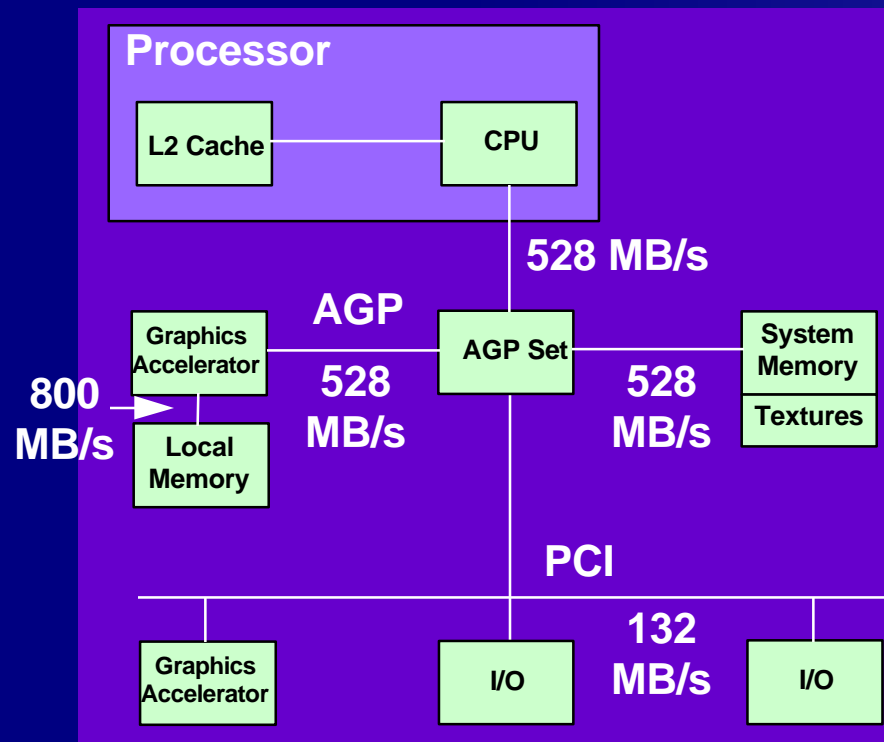 Processor
L2 Cache
CPU
528 MB/s
AGP
Graphics
Accelerator
AGP Set
System
Memory
Textures
800
MB/s
528
MB/s
528
MB/s
Local
Memory
PCI
132
MB/s
Graphics
Accelerator
I/O
I/O